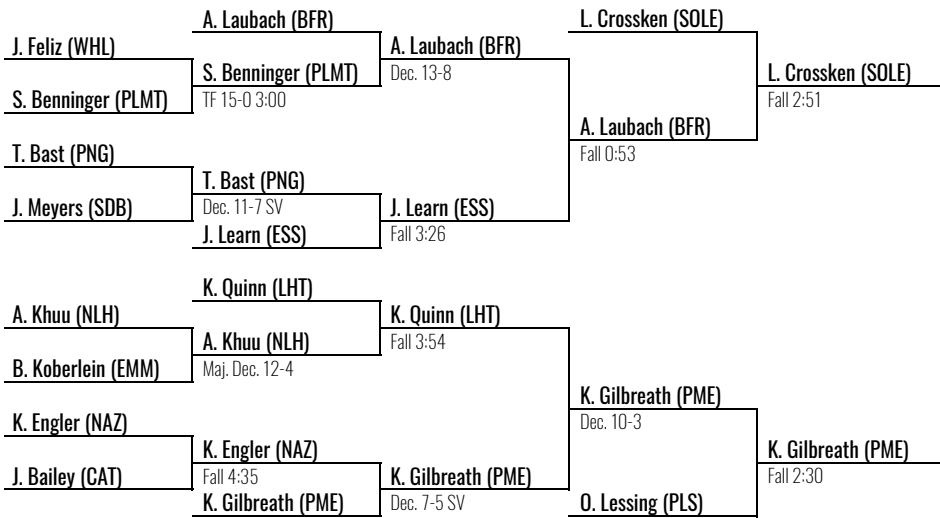 A. Laubach (BFR)
L. Crossken (SOLE)
J. Feliz (WHL)
A. Laubach (BFR)
Dec. 13-8
S. Benninger (PLMT)
TF 15-0 3:00
L. Crossken (SOLE)
Fall 2:51
S. Benninger (PLMT)
A. Laubach (BFR)
Fall 0:53
T. Bast (PNG)
T. Bast (PNG)
Dec. 11-7 SV
J. Meyers (SDB)
J. Learn (ESS)
Fall 3:26
J. Learn (ESS)
K. Quinn (LHT)
A. Khuu (NLH)
K. Quinn (LHT)
Fall 3:54
A. Khuu (NLH)
Maj. Dec. 12-4
B. Koberlein (EMM)
K. Gilbreath (PME)
Dec. 10-3
K. Engler (NAZ)
K. Engler (NAZ)
Fall 4:35
K. Gilbreath (PME)
Fall 2:30
J. Bailey (CAT)
K. Gilbreath (PME)
Dec. 7-5 SV
K. Gilbreath (PME)
O. Lessing (PLS)